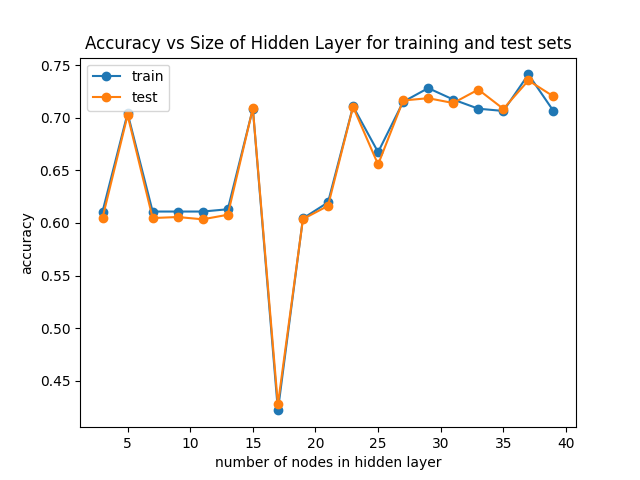 Accuracy vs Size of Hidden Layer for training and test sets
train
test
0.75
0.70
0.65
0.60
0.55
0.50
0.45
accuracy
5 10 15 20 25 30 35 40
number of nodes in hidden layer